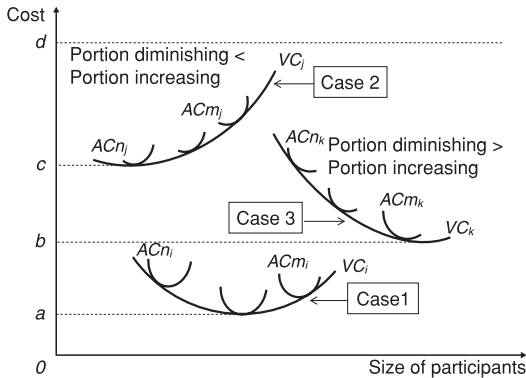 Cost
d
Portion diminishing <
Portion increasing
VCj
Case 2
ACmj
ACnj
c
ACnk
Portion diminishing >
Portion increasing
ACmk
Case 3
VCk
b
ACni
ACmi
VCi
Case1
a
0
Size of participants